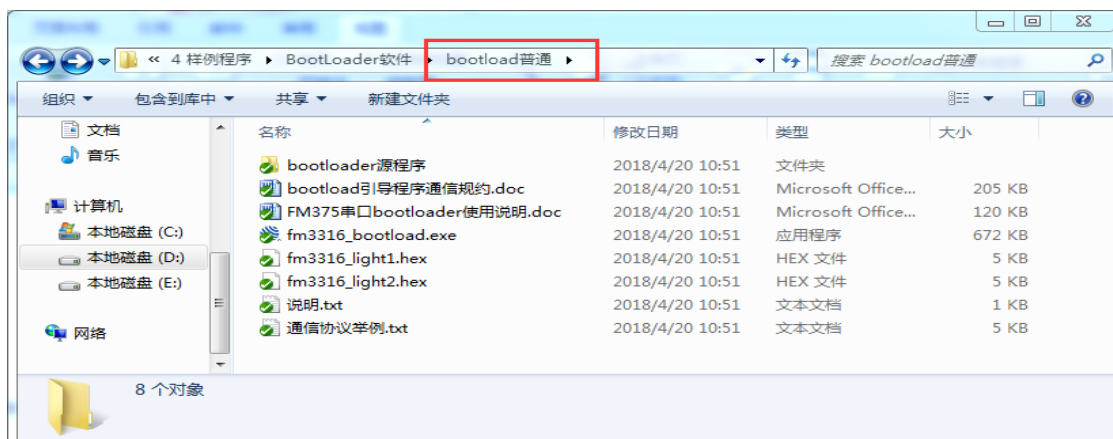 « 4 样例程序 ▸ BootLoader软件 ▸ bootload普通 ▸ 搜索 bootload普通
组织 包含到库中 共享 新建文件夹
文档
音乐
计算机
本地磁盘 (C:)
本地磁盘 (D:)
本地磁盘 (E:)
网络
名称 修改日期 类型 大小
bootloader源程序 2018/4/20 10:51 文件夹
bootload引导程序通信规约.doc 2018/4/20 10:51 Microsoft Office... 205 KB
FM375串口bootloader使用说明.doc 2018/4/20 10:51 Microsoft Office... 120 KB
fm3316_bootload.exe 2018/4/20 10:51 应用程序 672 KB
fm3316_light1.hex 2018/4/20 10:51 HEX 文件 5 KB
fm3316_light2.hex 2018/4/20 10:51 HEX 文件 5 KB
说明.txt 2018/4/20 10:51 文本文档 1 KB
通信协议举例.txt 2018/4/20 10:51 文本文档 5 KB
8 个对象